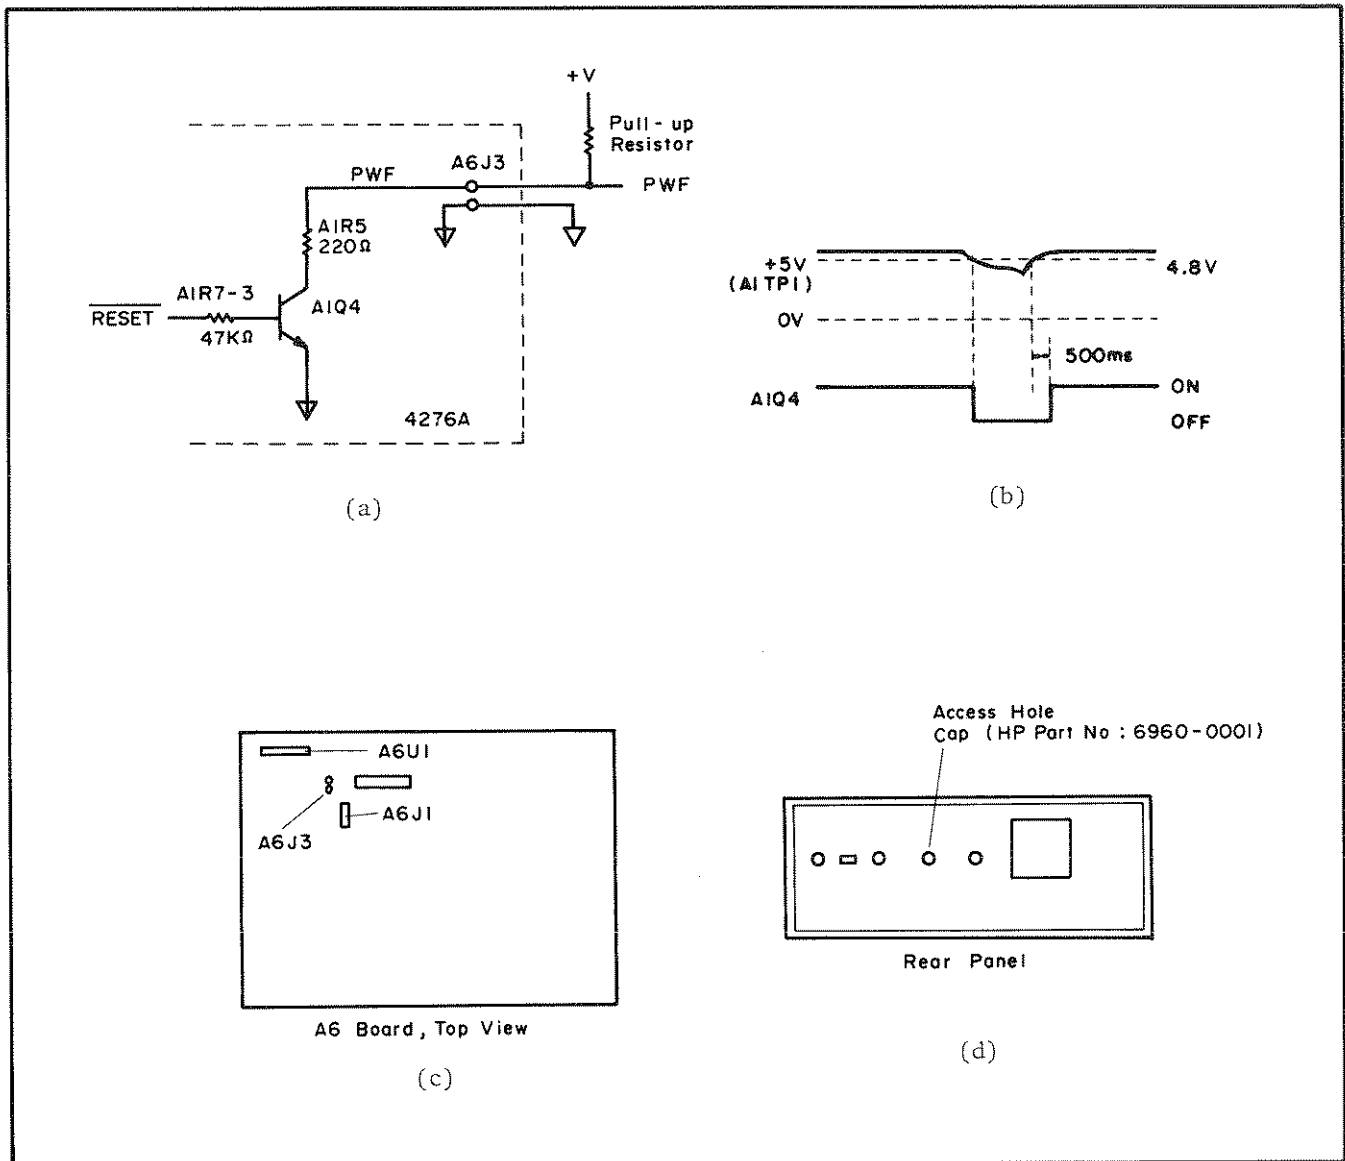 +V
Pull-up
Resistor
A6J3
PWF
PWF
A1R5
220Ω
A1R7-3
RESET
47KΩ
A1Q4
4276A
(a)
+5V
(A1TP1)
4.8V
0V
500ms
A1Q4
ON
OFF
(b)
A6U1
A6J1
A6J3
A6 Board, Top View
(c)
Access Hole
Cap (HP Part No : 6960-0001)
Rear Panel
(d)